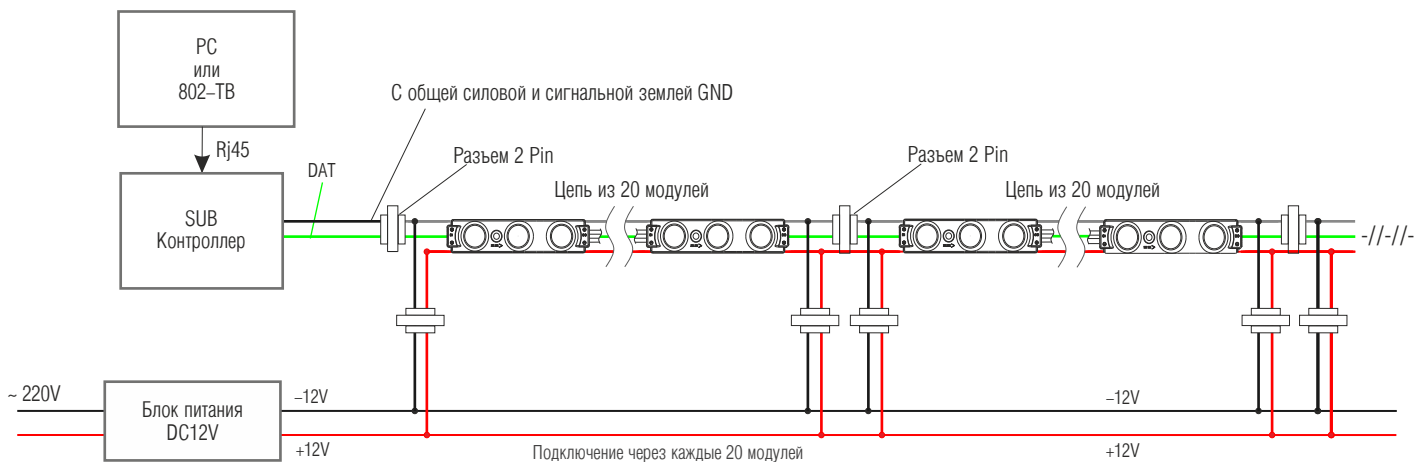 PC
или
802–ТВ
Rj45
С общей силовой и сигнальной землей GND
DAT
Разъем 2 Pin
Разъем 2 Pin
Цепь из 20 модулей
Цепь из 20 модулей
SUB
Контроллер
-//-//-
~ 220V
Блок питания
DC12V
–12V
–12V
+12V
Подключение через каждые 20 модулей
+12V